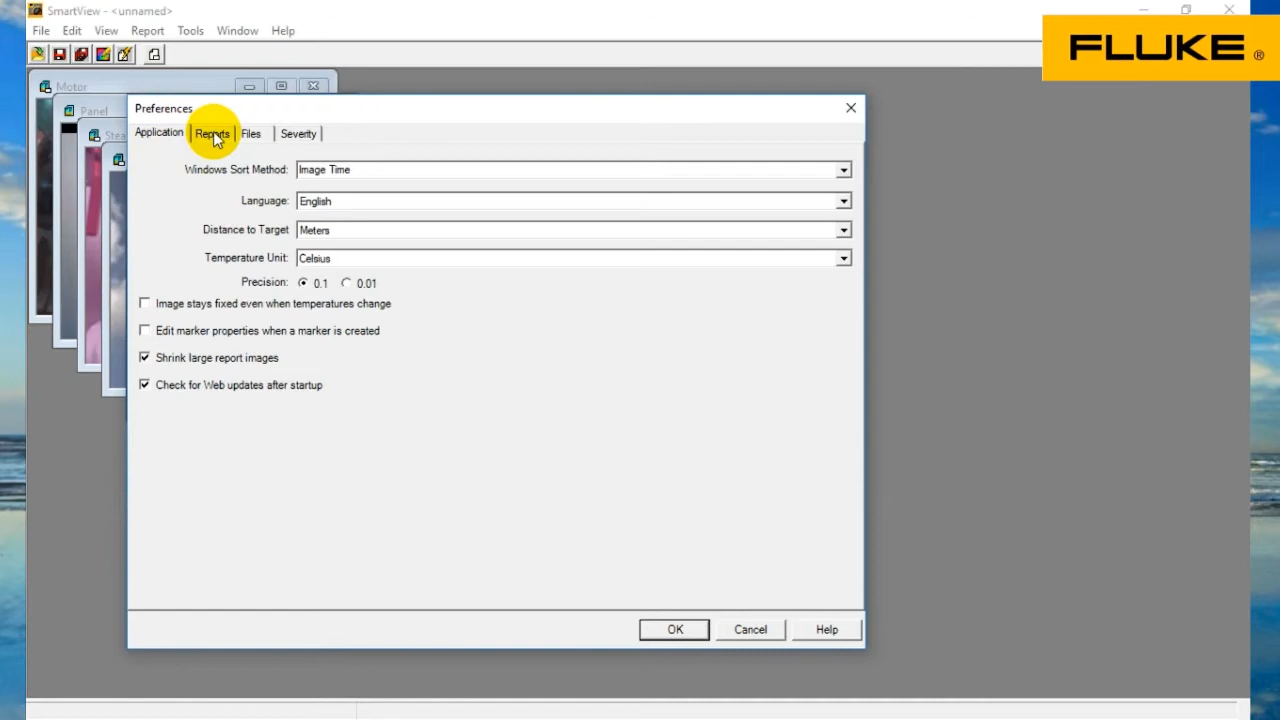 SmartView - <unnamed>
File Edit View Report Tools Window Help
FLUKE ®
Motor
Panel
Preferences
Application Reports Files Severity
Windows Sort Method: Image Time
Language: English
Distance to Target Meters
Temperature Unit: Celsius
Precision: 0.1 0.01
Image stays fixed even when temperatures change
Edit marker properties when a marker is created
Shrink large report images
Check for Web updates after startup
OK Cancel Help